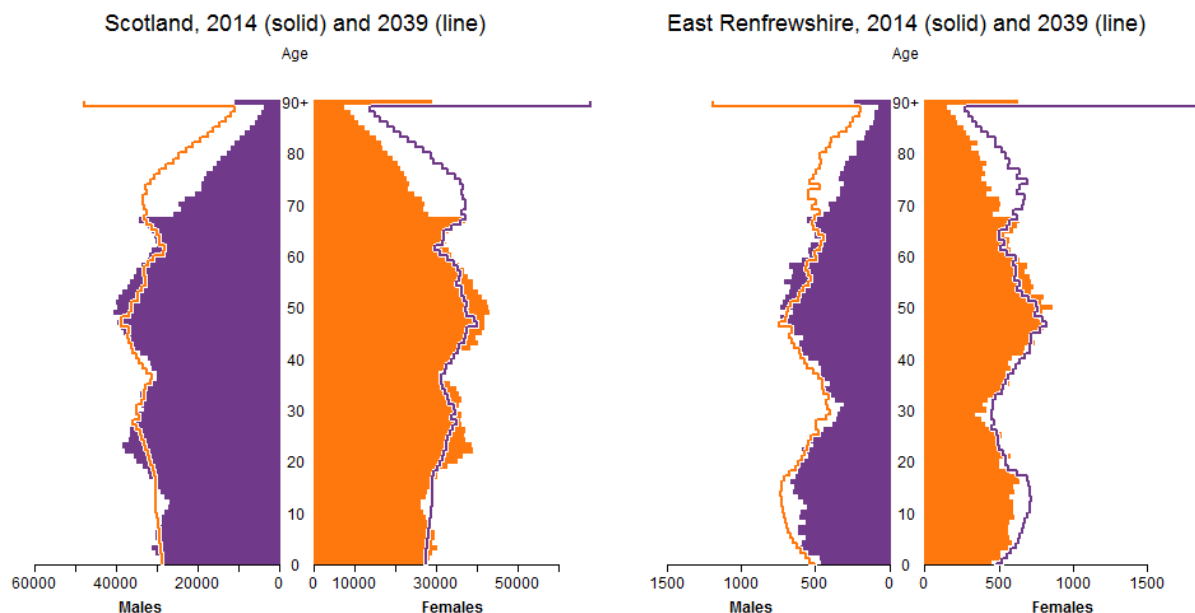 Scotland, 2014 (solid) and 2039 (line)
Age
90+
80
70
60
50
40
30
20
10
0
60000 40000 20000 0 0 10000 30000 50000
Males Females
East Renfrewshire, 2014 (solid) and 2039 (line)
Age
90+
80
70
60
50
40
30
20
10
0
1500 1000 500 0 0 500 1000 1500
Males Females